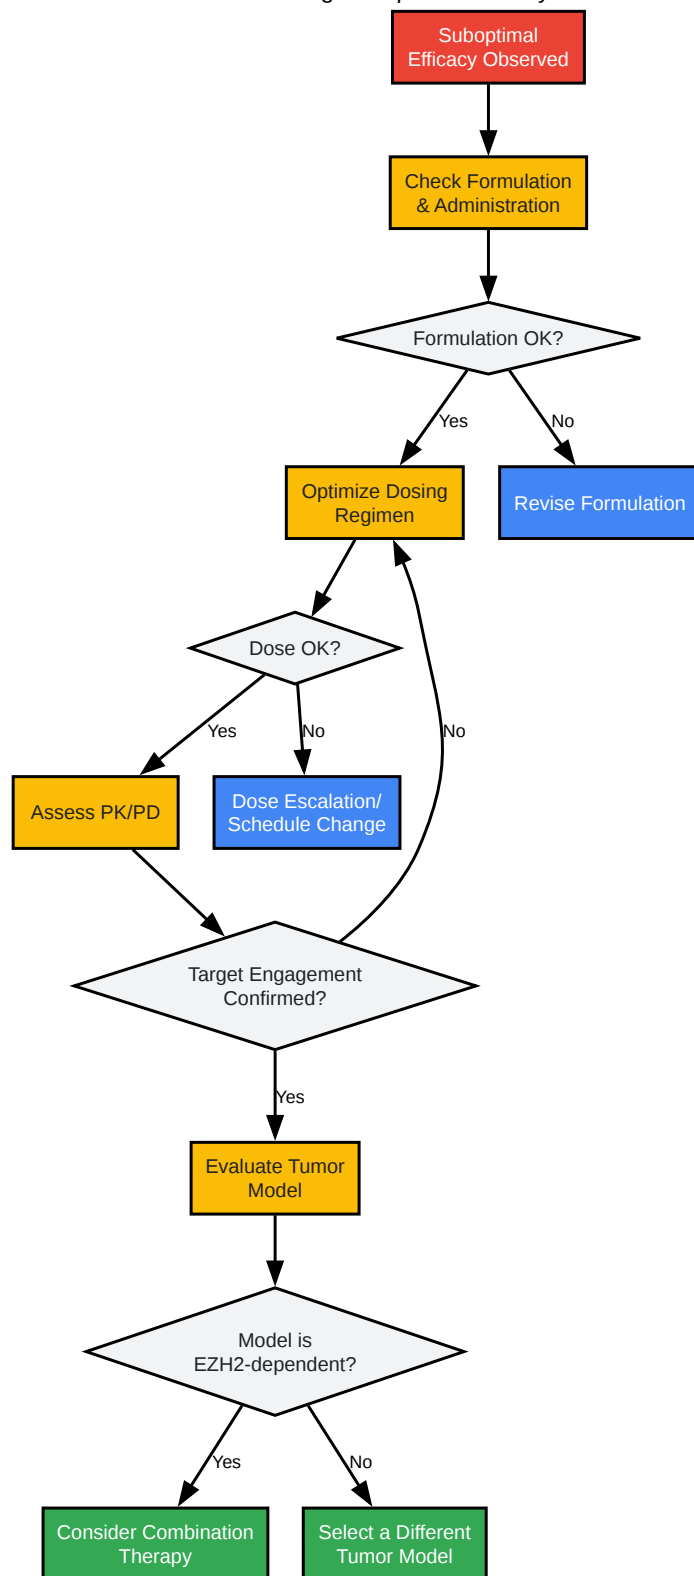 Suboptimal
Efficacy Observed
Check Formulation
& Administration
Formulation OK?
Yes
No
Optimize Dosing
Regimen
Revise Formulation
Dose OK?
Yes
No
No
Assess PK/PD
Dose Escalation/
Schedule Change
Target Engagement
Confirmed?
Yes
Evaluate Tumor
Model
Model is
EZH2-dependent?
Yes
No
Consider Combination
Therapy
Select a Different
Tumor Model